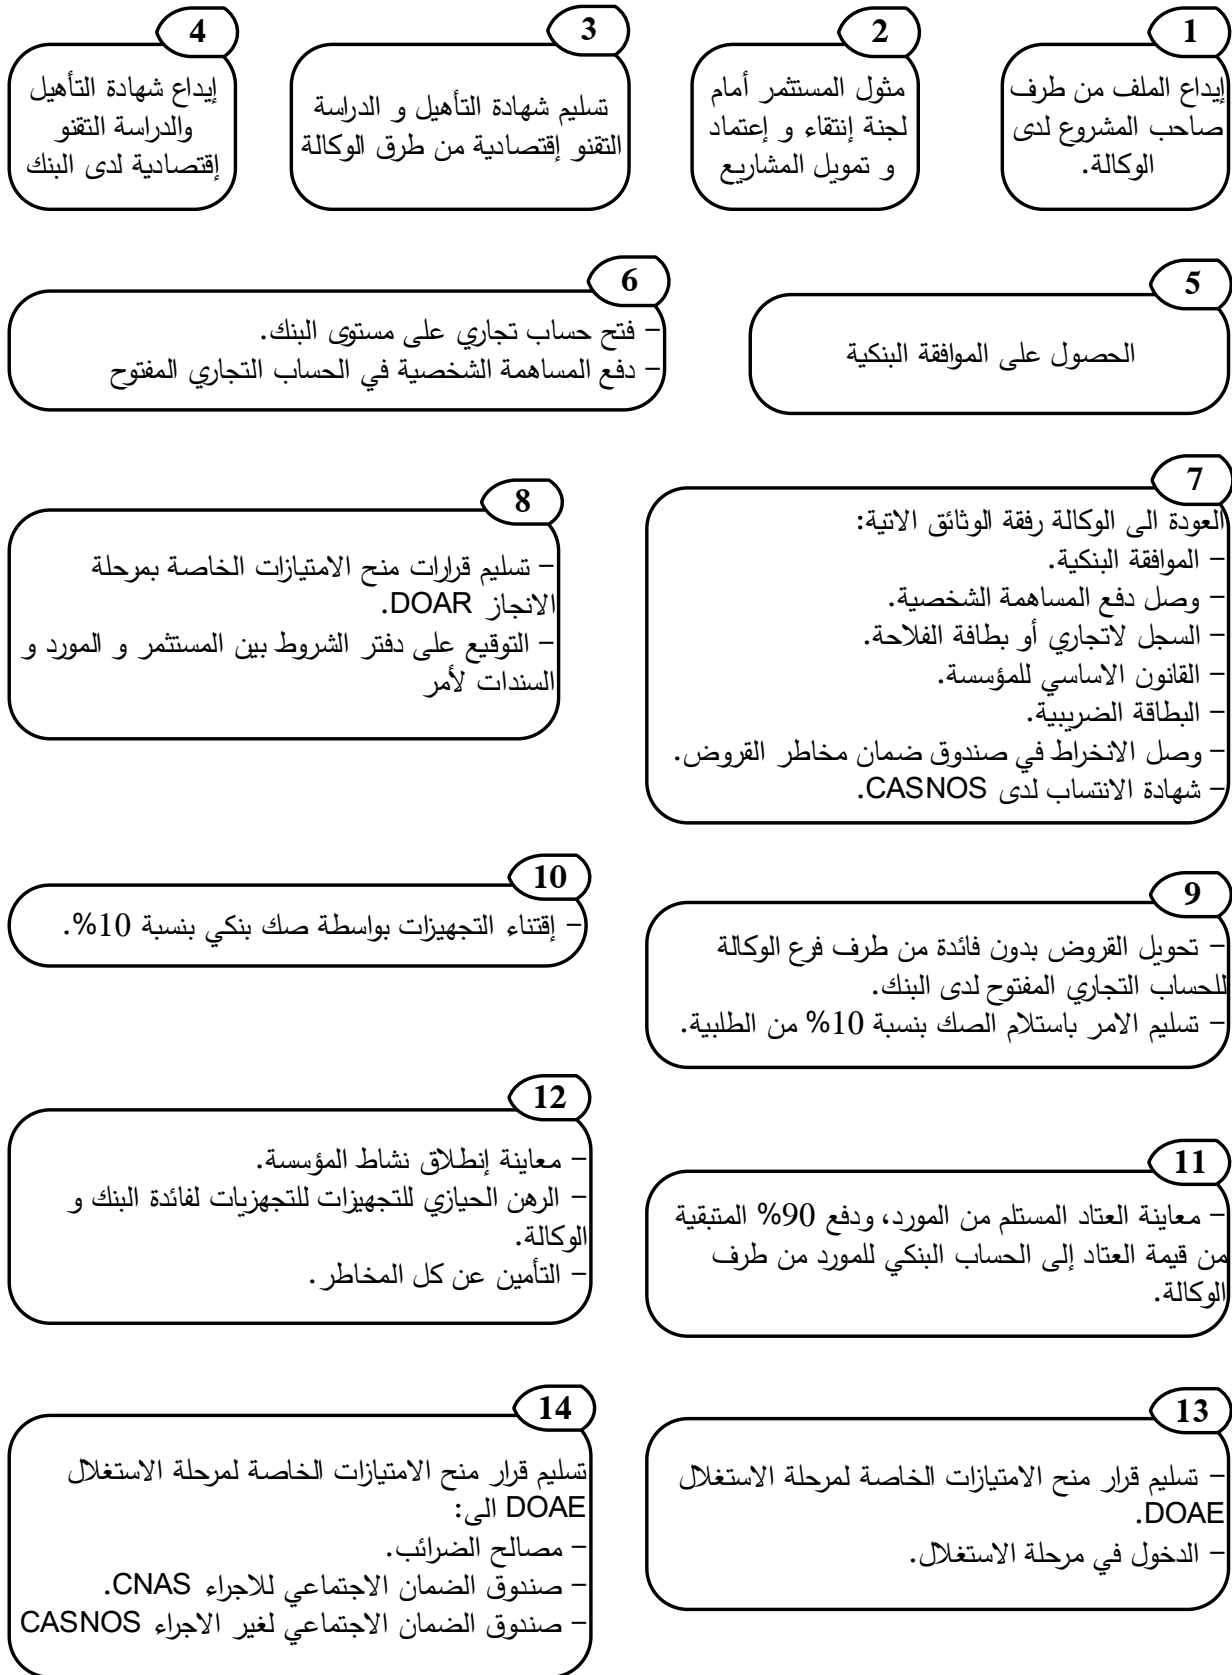 1
إيداع الملف من طرف
صاحب المشروع لدى
الوكالة.
2
مثول المستثمر أمام
لجنة إنتقاء و إعتماد
و تمويل المشاريع
3
تسليم شهادة التأهيل و الدراسة
التقنو إقتصادية من طرق الوكالة
4
إيداع شهادة التأهيل
والدراسة التقنو
إقتصادية لدى البنك
5
الحصول على الموافقة البنكية
6
– فتح حساب تجاري على مستوى البنك.
– دفع المساهمة الشخصية في الحساب التجاري المفتوح
7
العودة الى الوكالة رفقة الوثائق الاتية:
– الموافقة البنكية.
– وصل دفع المساهمة الشخصية.
– السجل لاتجاري أو بطافة الفلاحة.
– القانون الاساسي للمؤسسة.
– البطاقة الضريبية.
– وصل الانخراط في صندوق ضمان مخاطر القروض.
– شهادة الانتساب لدى CASNOS.
8
– تسليم قرارات منح الامتيازات الخاصة بمرحلة
الانجاز DOAR.
– التوقيع على دفتر الشروط بين المستثمر و المورد و
السندات لأمر
9
– تحويل القروض بدون فائدة من طرف فرع الوكالة
للحساب التجاري المفتوح لدى البنك.
– تسليم الامر باستلام الصك بنسبة 10% من الطلبية.
10
– إقتناء التجهيزات بواسطة صك بنكي بنسبة 10%.
11
– معاينة العتاد المستلم من المورد، ودفع 90% المتبقية
من قيمة العتاد إلى الحساب البنكي للمورد من طرف
الوكالة.
12
– معاينة إنطلاق نشاط المؤسسة.
– الرهن الحيازي للتجهيزات للتجهزيات لفائدة البنك و
الوكالة.
– التأمين عن كل المخاطر.
13
– تسليم قرار منح الامتيازات الخاصة لمرحلة الاستغلال
DOAE.
– الدخول في مرحلة الاستغلال.
14
تسليم قرار منح الامتيازات الخاصة لمرحلة الاستغلال
DOAE الى:
– مصالح الضرائب.
– صندوق الضمان الاجتماعي للاجراء CNAS.
– صندوق الضمان الاجتماعي لغير الاجراء CASNOS